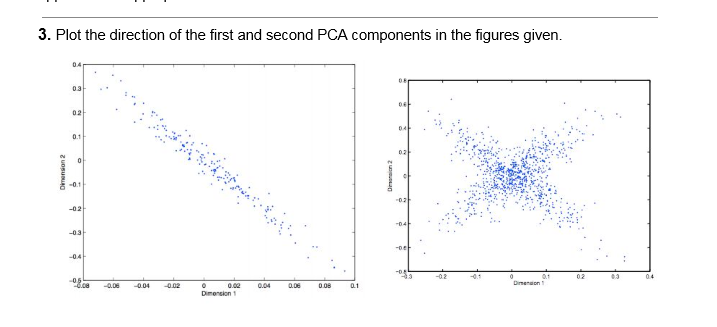 3. Plot the direction of the first and second PCA components in the figures given.
0.4
0.3
0.2
0.1
0
-0.1
-0.2
-0.3
-0.4
-0.5
Dimension 2
-0.08 -0.06 -0.04 -0.02 0 0.02 0.04 0.06 0.08 0.1
Dimension 1
0.8
0.6
0.4
0.2
0
-0.2
-0.4
-0.6
-0.8
Dimension 2
-0.3 -0.2 -0.1 0 0.1 0.2 0.3 0.4
Dimension 1